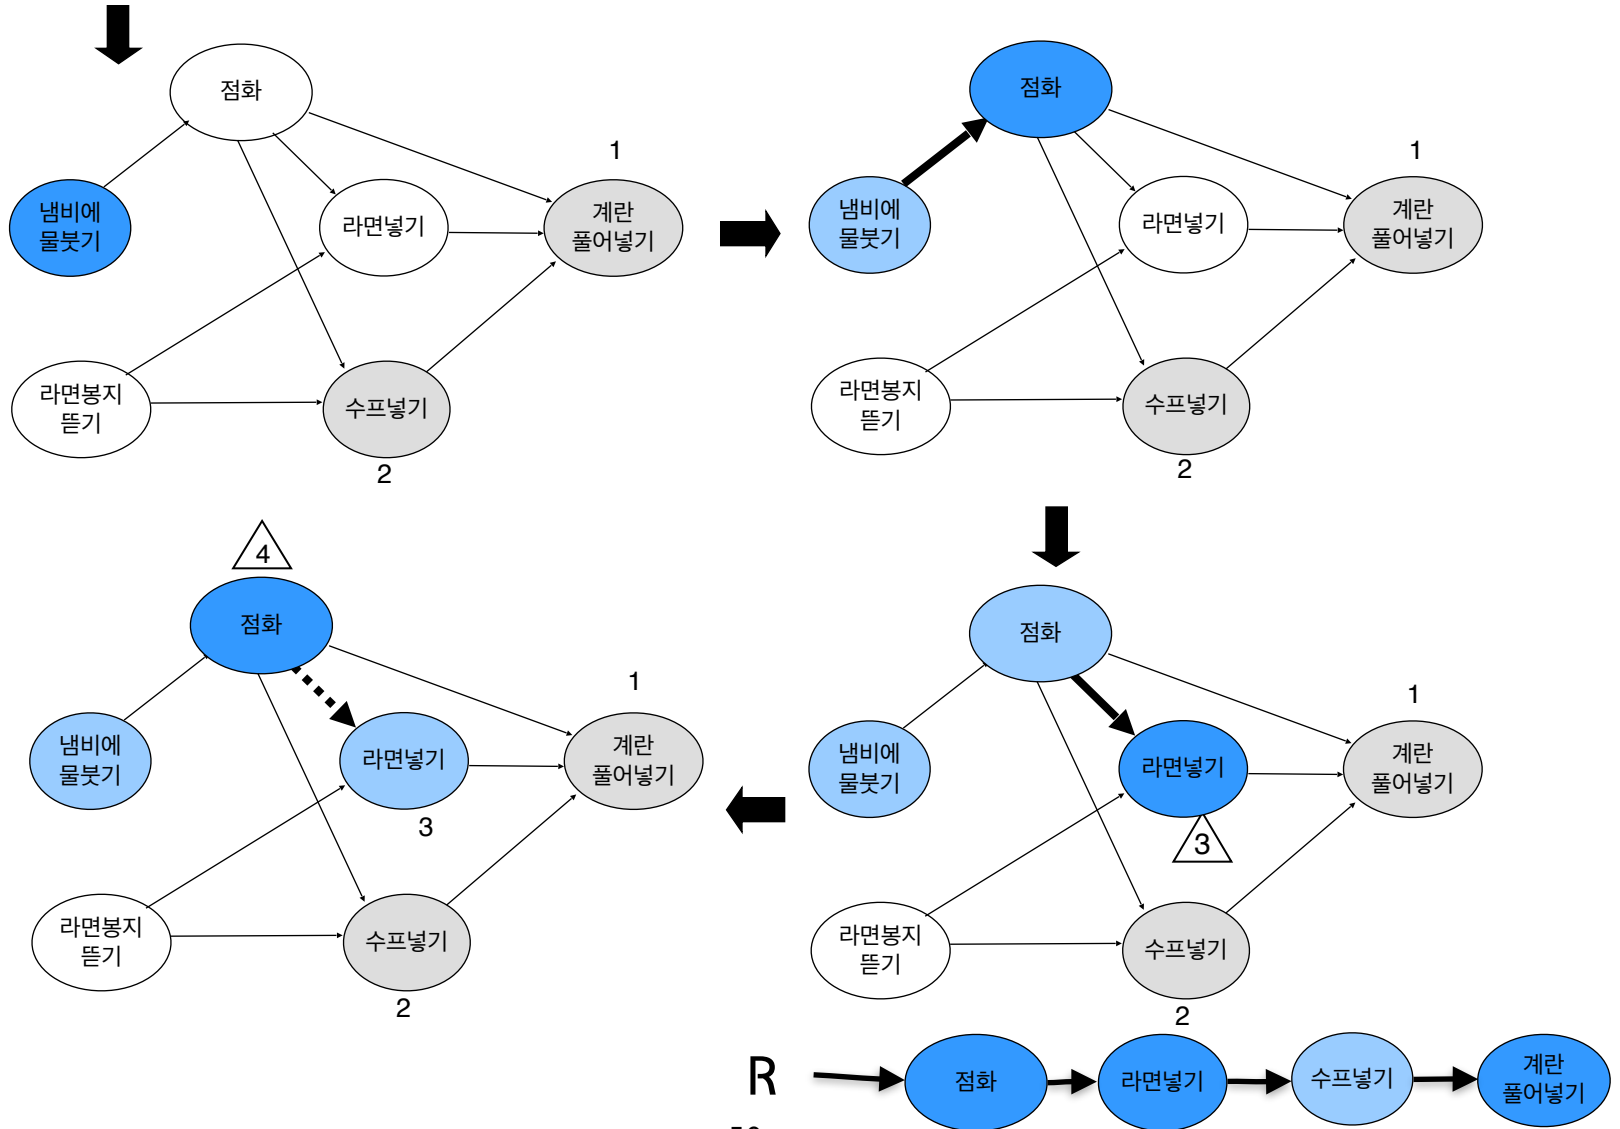 점화
1
냄비에
물붓기
라면넣기
계란
풀어넣기
라면봉지
뜯기
수프넣기
2
점화
1
냄비에
물붓기
라면넣기
계란
풀어넣기
라면봉지
뜯기
수프넣기
2
4
점화
1
냄비에
물붓기
라면넣기
계란
풀어넣기
3
라면봉지
뜯기
수프넣기
2
점화
1
냄비에
물붓기
라면넣기
계란
풀어넣기
3
라면봉지
뜯기
수프넣기
2
R
점화
라면넣기
수프넣기
계란
풀어넣기